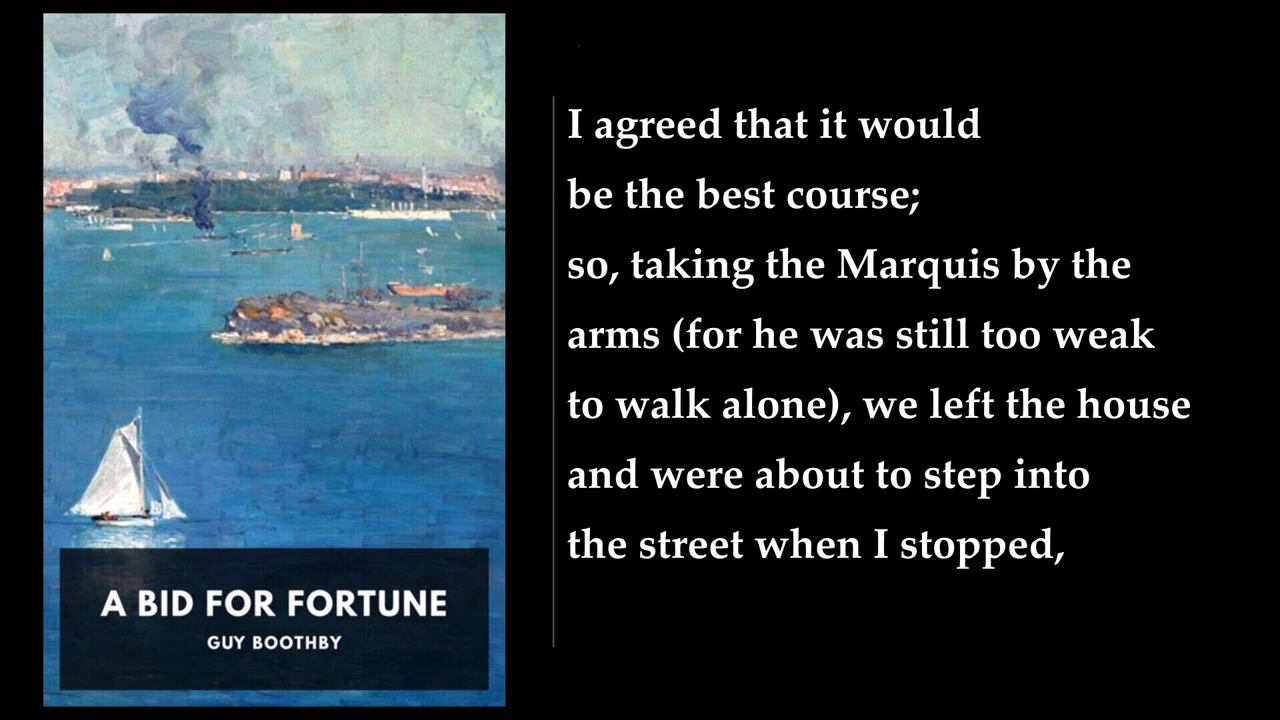 A BID FOR FORTUNE
GUY BOOTHBY
I agreed that it would
be the best course;
so, taking the Marquis by the
arms (for he was still too weak
to walk alone), we left the house
and were about to step into
the street when I stopped,